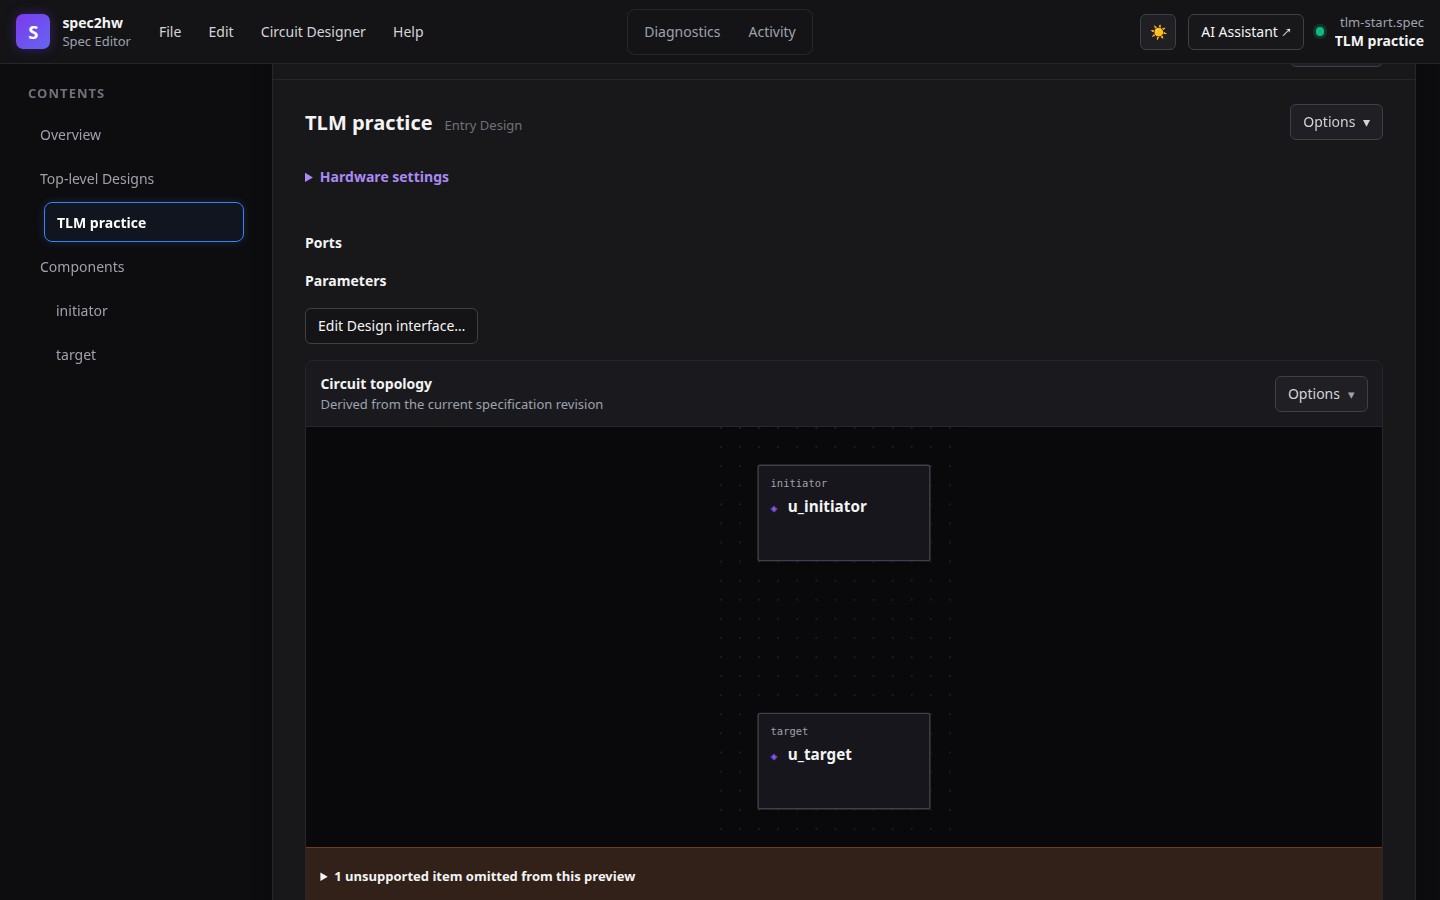 S
spec2hw
Spec Editor
File
Edit
Circuit Designer
Help
Diagnostics
Activity
AI Assistant ↗
tlm-start.spec
TLM practice
CONTENTS
Overview
Top-level Designs
TLM practice
Components
initiator
target
TLM practice Entry Design
Options ▾
▶ Hardware settings
Ports
Parameters
Edit Design interface...
Circuit topology
Derived from the current specification revision
Options ▾
initiator
u_initiator
target
u_target
▶ 1 unsupported item omitted from this preview